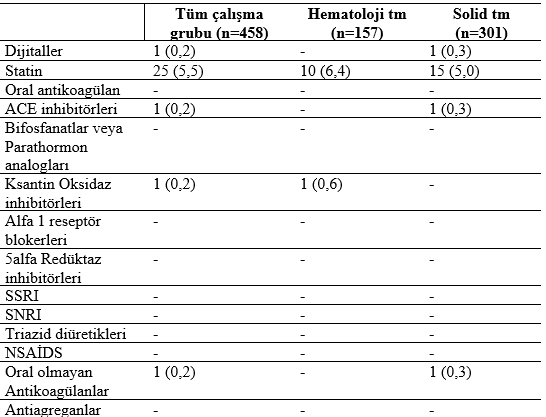 Tüm çalışma Hematoloji tm Solid tm
grubu (n=458) (n=157) (n=301)
Dijitaller 1 (0,2) - 1 (0,3)
Statin 25 (5,5) 10 (6,4) 15 (5,0)
Oral antikoagülan - - -
ACE inhibitörleri 1 (0,2) - 1 (0,3)
Bifosfanatlar veya - - -
Parathormon
analogları
Ksantin Oksidaz 1 (0,2) 1 (0,6) -
inhibitörleri
Alfa 1 reseptör - - -
blokerleri
5alfa Redüktaz - - -
inhibitörleri
SSRI - - -
SNRI - - -
Triazid diüretikleri - - -
NSAİDS - - -
Oral olmayan 1 (0,2) - 1 (0,3)
Antikoagülanlar
Antiagreganlar - - -